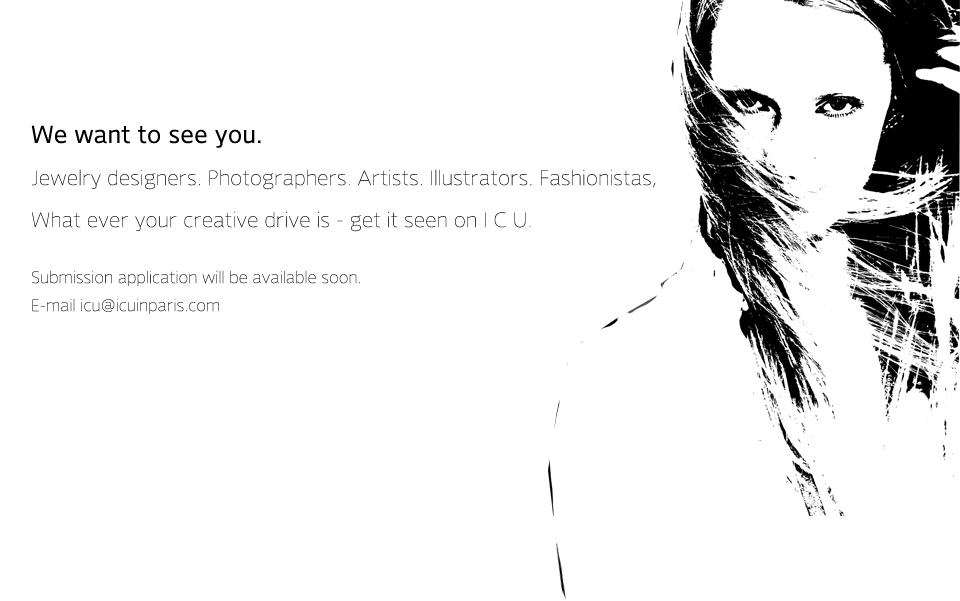 We want to see you.
Jewelry designers. Photographers. Artists. Illustrators. Fashionistas,
What ever your creative drive is - get it seen on I C U.
Submission application will be available soon.
E-mail icu@icuinparis.com